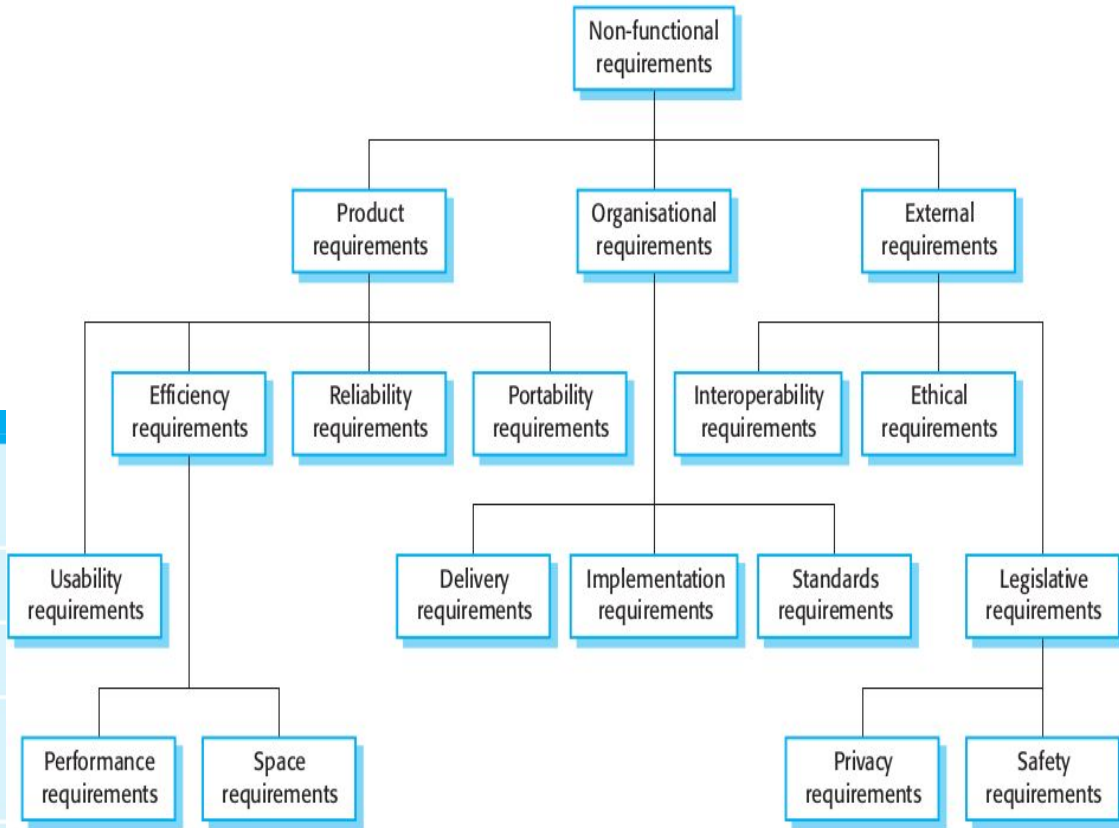 Non-functional
requirements
Product
requirements
Organisational
requirements
External
requirements
Efficiency
requirements
Reliability
requirements
Portability
requirements
Interoperability
requirements
Ethical
requirements
Usability
requirements
Delivery
requirements
Implementation
requirements
Standards
requirements
Legislative
requirements
Performance
requirements
Space
requirements
Privacy
requirements
Safety
requirements